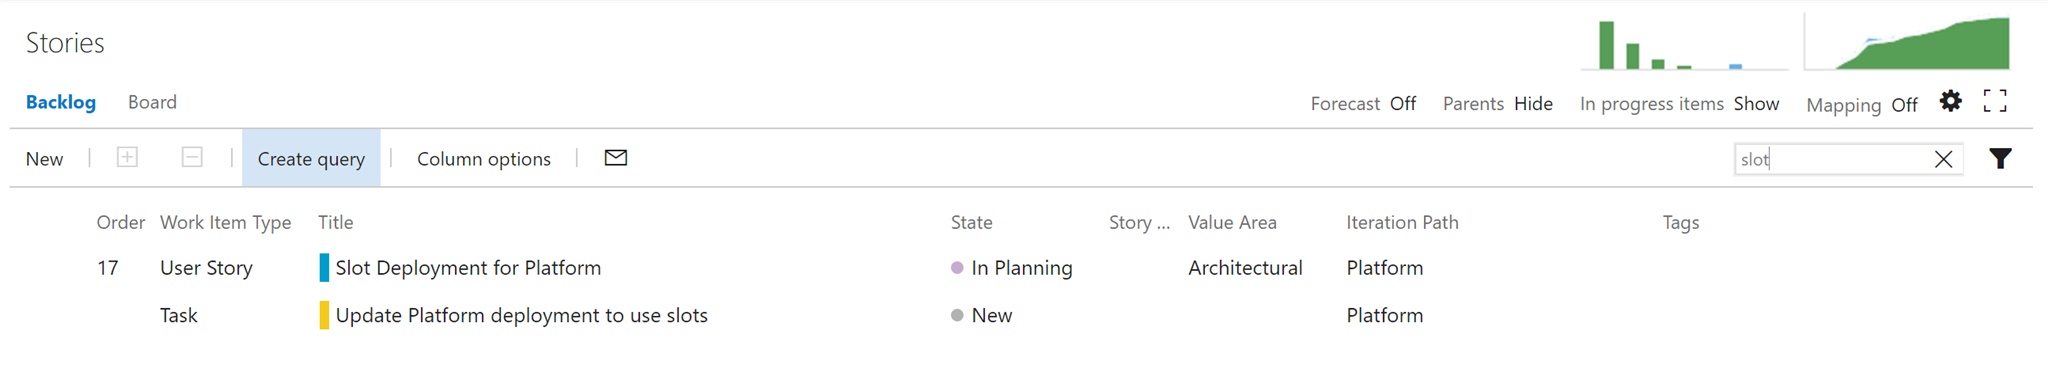 Stories
Backlog Board Forecast Off Parents Hide In progress items Show Mapping Off
New Create query Column options slot
Order Work Item Type Title State Story ... Value Area Iteration Path Tags
17 User Story Slot Deployment for Platform In Planning Architectural Platform
Task Update Platform deployment to use slots New Platform